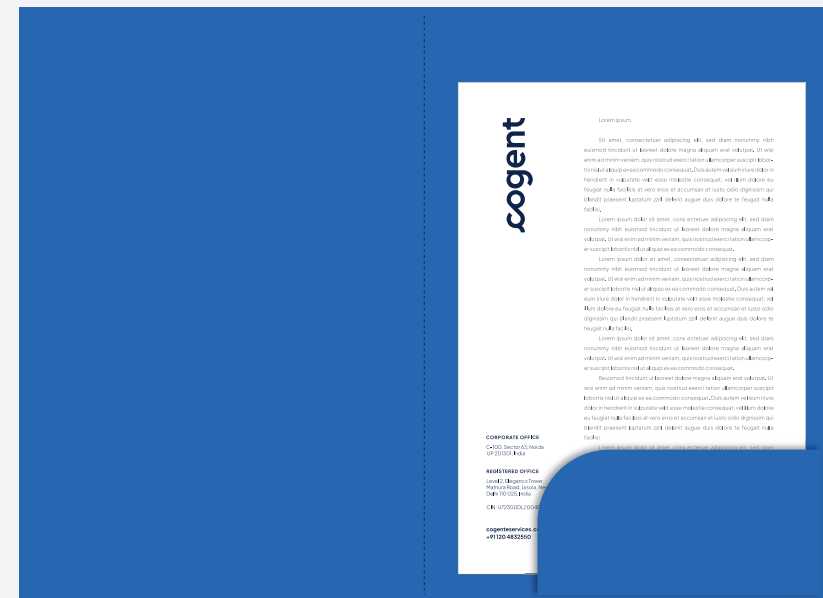 cogent
Lorem ipsum,
Sit amet, consectetuer adipiscing elit, sed diam nonummy nibh
euismod tincidunt ut laoreet dolore magna aliquam erat volutpat. Ut wisi
enim ad minim veniam, quis nostrud exerci tation ullamcorper suscipit lobor-
tis nisl ut aliquip ex ea commodo consequat. Duis autem vel eum iriure dolor in
hendrerit in vulputate velit esse molestie consequat, vel illum dolore eu
feugiat nulla facilisis at vero eros et accumsan et iusto odio dignissim qui
blandit praesent luptatum zzril delenit augue duis dolore te feugait nulla
facilisi.
Lorem ipsum dolor sit amet, cons ectetuer adipiscing elit, sed diam
nonummy nibh euismod tincidunt ut laoreet dolore magna aliquam erat
volutpat. Ut wisi enim ad minim veniam, quis nostrud exerci tation ullamcorp-
er suscipit lobortis nisl ut aliquip ex ea commodo consequat.
Lorem ipsum dolor sit amet, consectetuer adipiscing elit, sed diam
nonummy nibh euismod tincidunt ut laoreet dolore magna aliquam erat
volutpat. Ut wisi enim ad minim veniam, quis nostrud exerci tation ullamcorp-
er suscipit lobortis nisl ut aliquip ex ea commodo consequat. Duis autem vel
eum iriure dolor in hendrerit in vulputate velit esse molestie consequat, vel
illum dolore eu feugiat nulla facilisis at vero eros et accumsan et iusto odio
dignissim qui blandit praesent luptatum zzril delenit augue duis dolore te
feugait nulla facilisi.
Lorem ipsum dolor sit amet, cons ectetuer adipiscing elit, sed diam
nonummy nibh euismod tincidunt ut laoreet dolore magna aliquam erat
volutpat. Ut wisi enim ad minim veniam, quis nostrud exerci tation ullamcorp-
er suscipit lobortis nisl ut aliquip ex ea commodo consequat.
Reuismod tincidunt ut laoreet dolore magna aliquam erat volutpat. Ut
wisi enim ad minim veniam, quis nostrud exerci tation ullamcorper suscipit
lobortis nisl ut aliquip ex ea commodo consequat. Duis autem vel eum iriure
dolor in hendrerit in vulputate velit esse molestie consequat, vel illum dolore
eu feugiat nulla facilisis at vero eros et accumsan et iusto odio dignissim qui
blandit praesent luptatum zzril delenit augue duis dolore te feugait nulla
facilisi.
Lorem ipsum dolor sit amet, cons ectetuer adipiscing elit, sed diam
CORPORATE OFFICE
C-100, Sector 63, Noida
UP 201301, India
REGISTERED OFFICE
Level 2, Elegance Tower,
Mathura Road, Jasola, Ne
Delhi 110 025, India
CIN: U72300DL2004
cogenteservices.c
+91 120 4832550